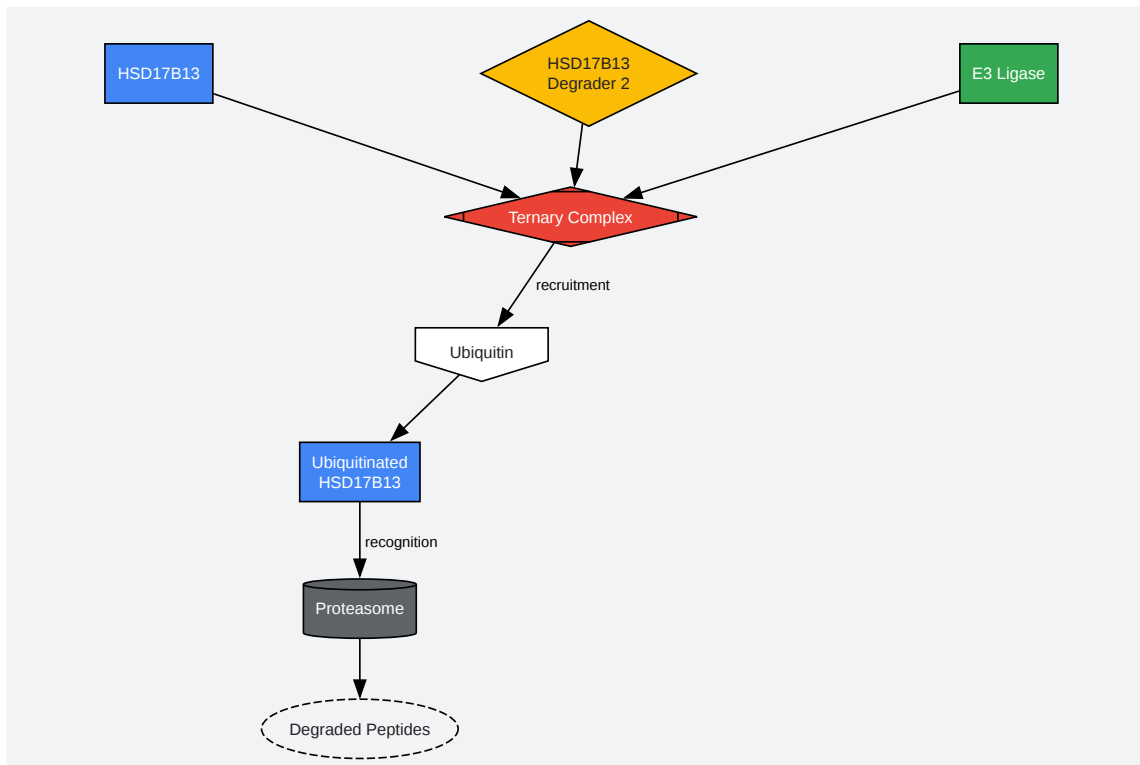 HSD17B13
HSD17B13
Degrader 2
E3 Ligase
Ternary Complex
recruitment
Ubiquitin
Ubiquitinated
HSD17B13
recognition
Proteasome
Degraded Peptides